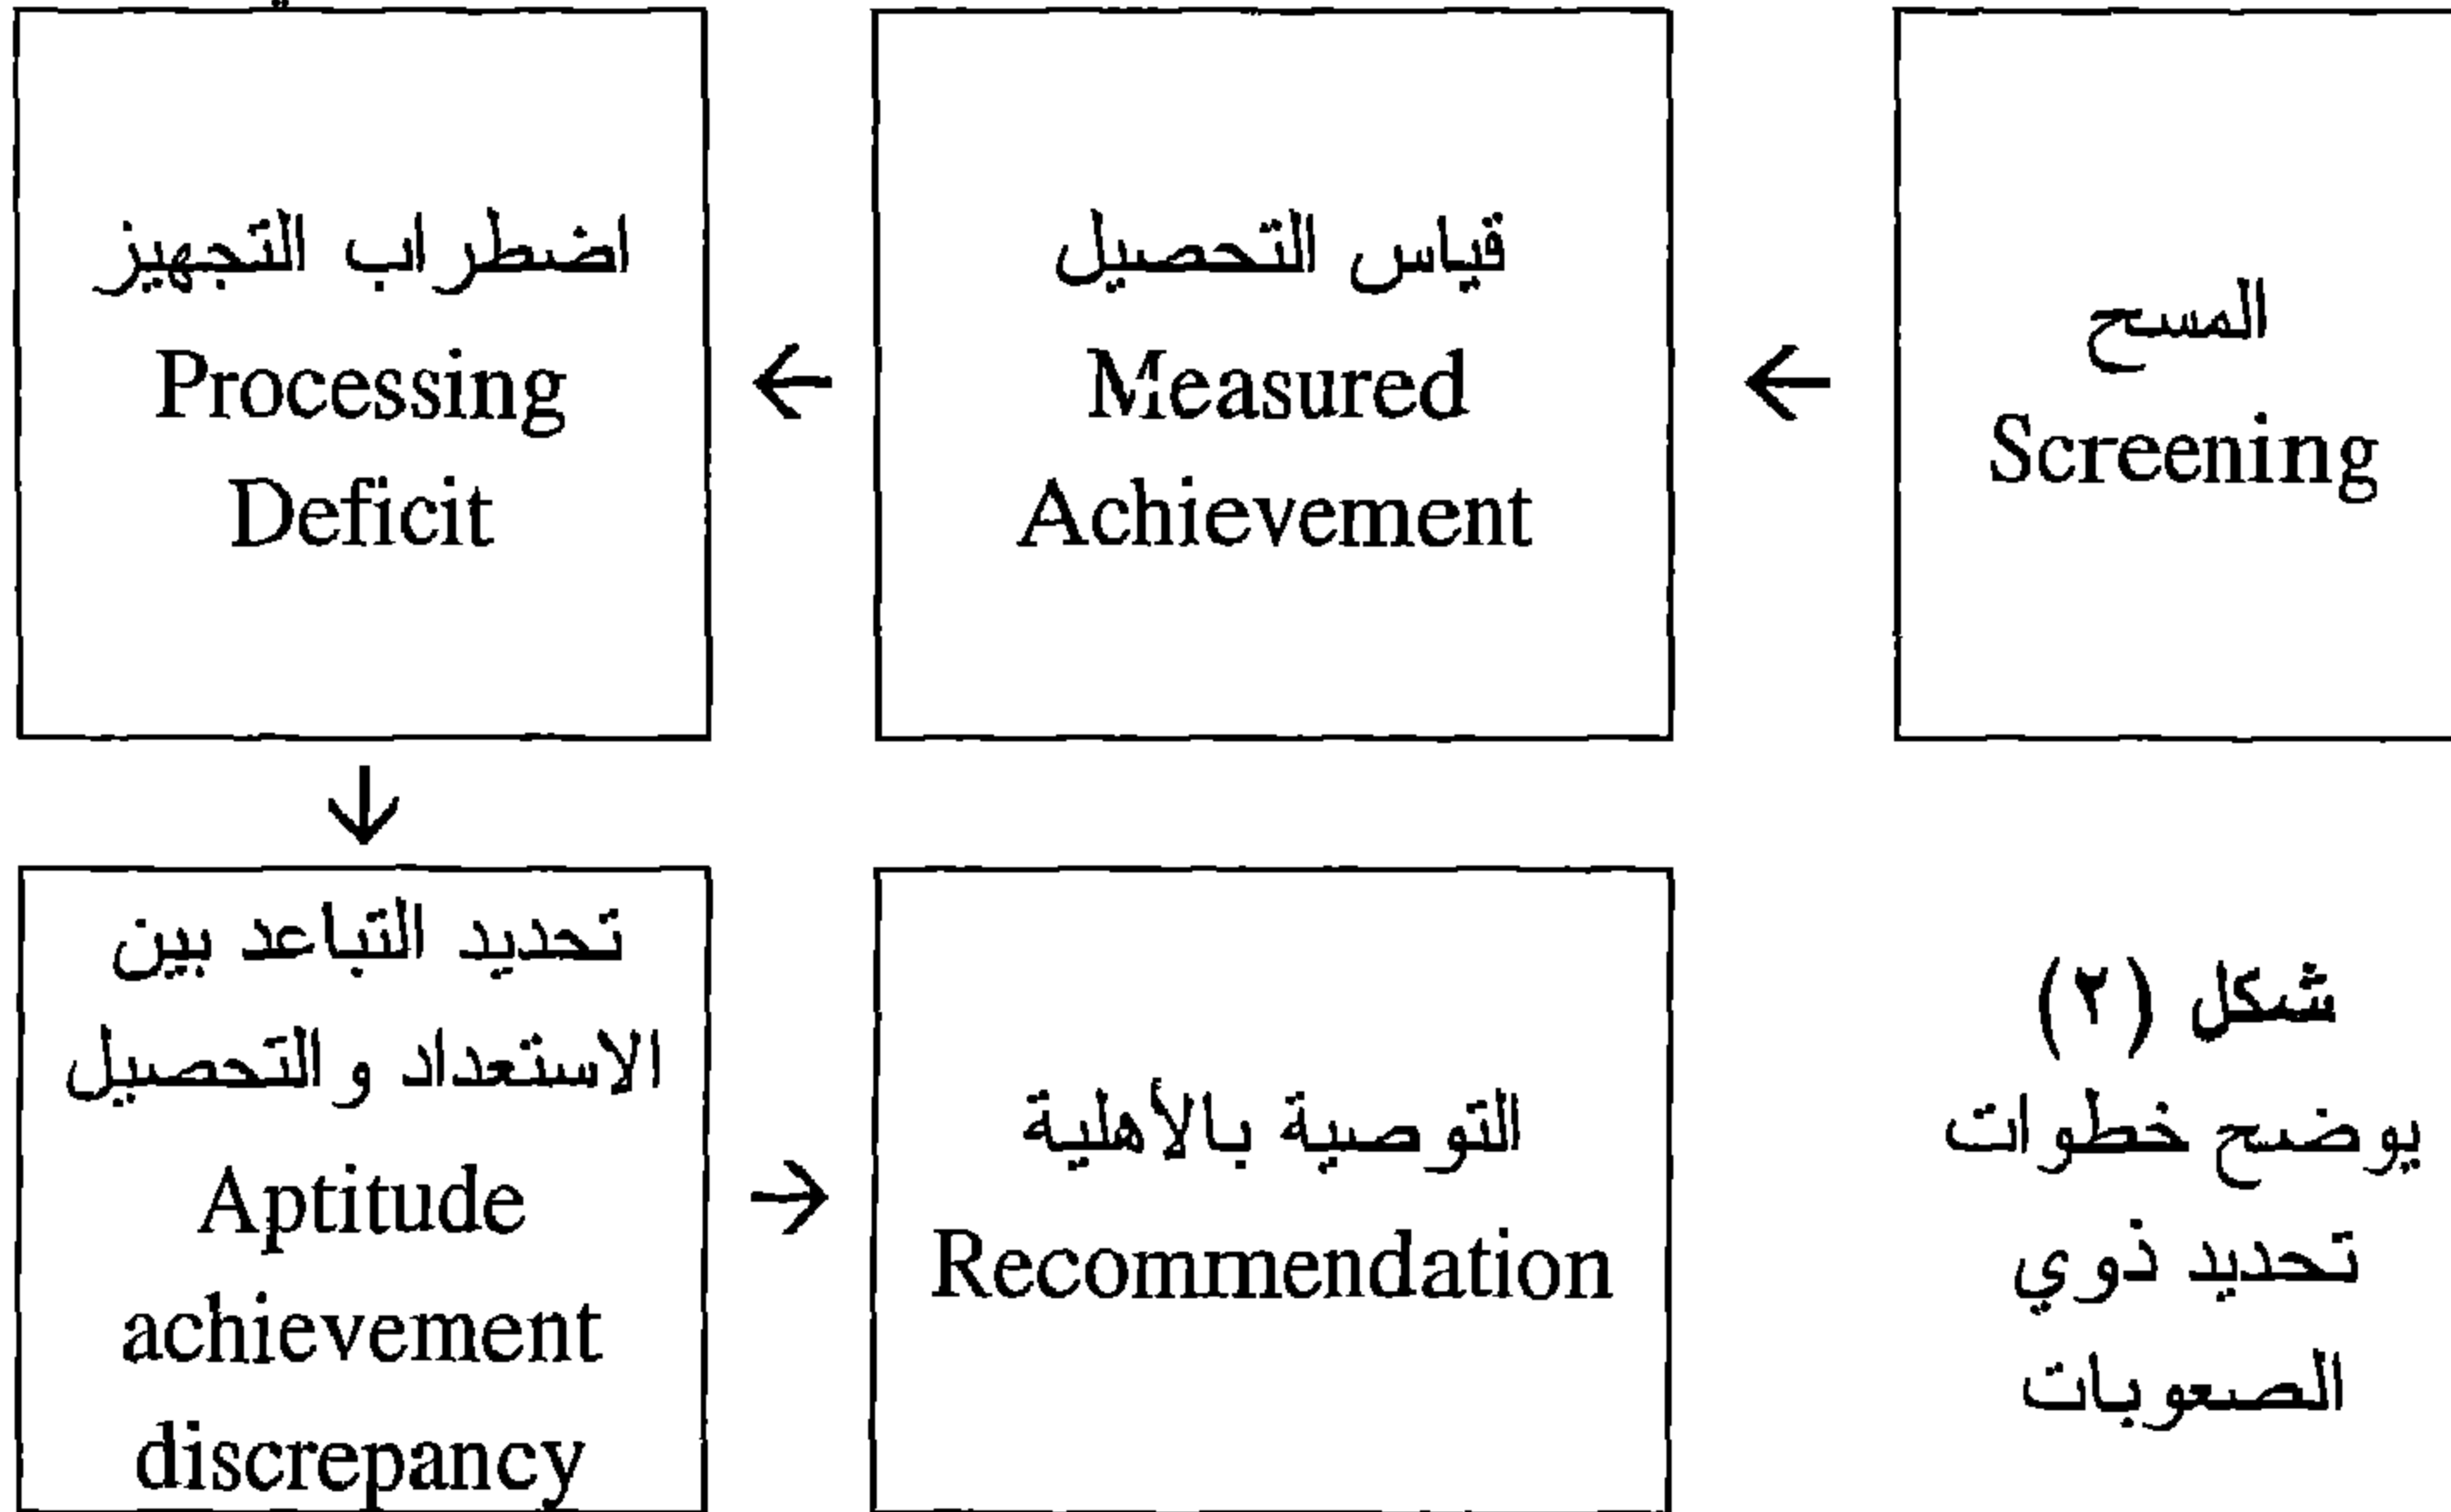 المسح
Screening
قياس التحصيل
Measured
Achievement
اضطراب التجهيز
Processing
Deficit
تحديد التباعد بين
الاستعداد والتحصيل
Aptitude
achievement
discrepancy
التوصية بالأهلية
Recommendation
شكل (٢)
يوضح خطوات
تحديد ذوي
الصعوبات